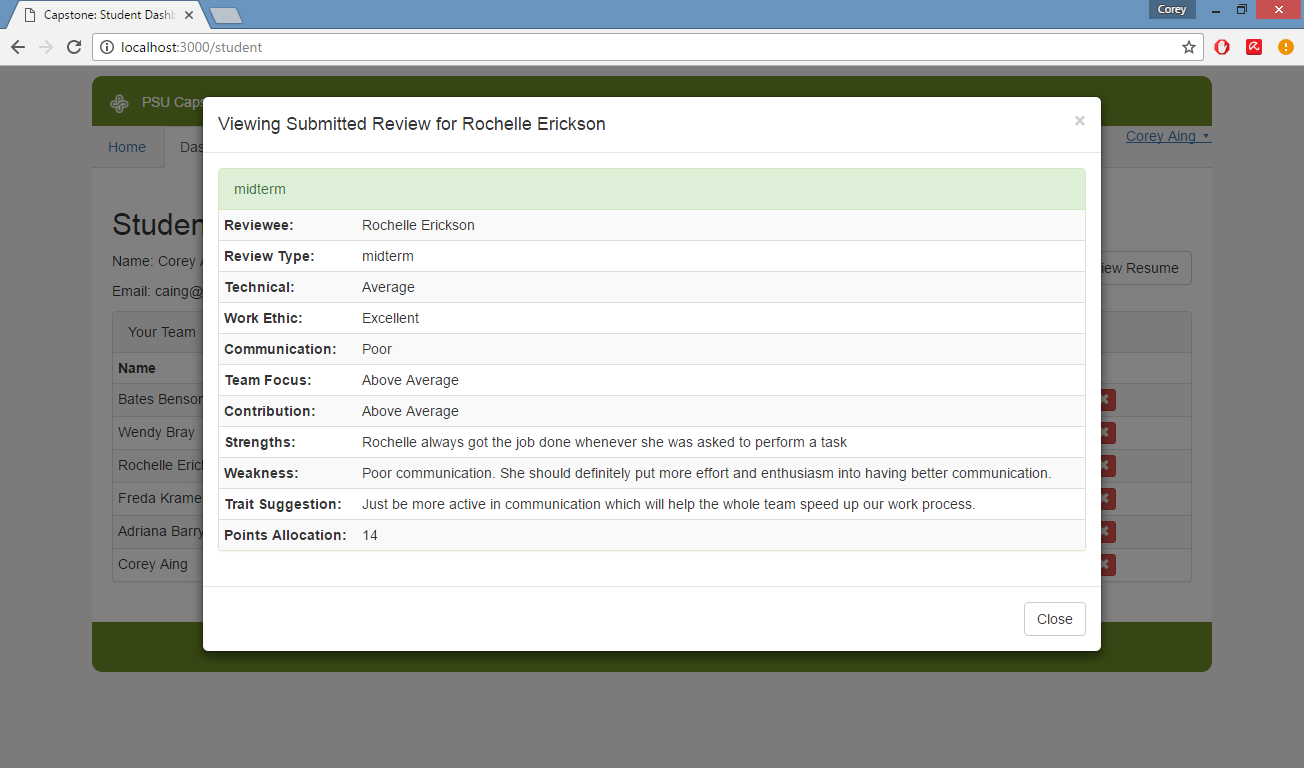 Capstone: Student Dash
Corey
localhost:3000/student
PSU Caps
Viewing Submitted Review for Rochelle Erickson
×
Home
Das
Corey Aing
midterm
Reviewee: Rochelle Erickson
Review Type: midterm
Technical: Average
Work Ethic: Excellent
Communication: Poor
Team Focus: Above Average
Contribution: Above Average
Strengths: Rochelle always got the job done whenever she was asked to perform a task
Weakness: Poor communication. She should definitely put more effort and enthusiasm into having better communication.
Trait Suggestion: Just be more active in communication which will help the whole team speed up our work process.
Points Allocation: 14
Close
Studen
Name: Corey A
iew Resume
Email: caing@
Your Team
Name
Bates Benson
Wendy Bray
Rochelle Eric
Freda Krame
Adriana Barry
Corey Aing